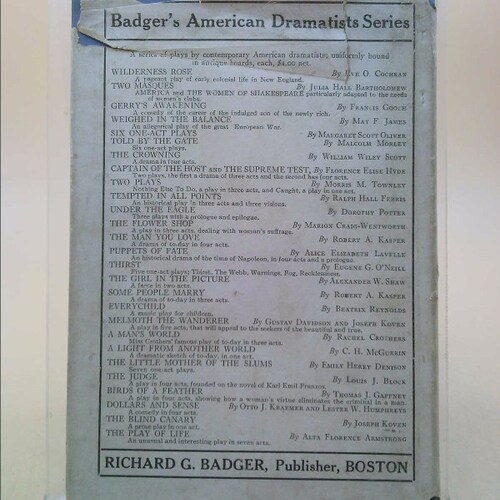 Badger's American Dramatists Series
A series of plays by contemporary American dramatists; uniformly bound
in antique boards, each, $1.00 net.
WILDERNESS ROSE By Eve O. Cochran
A pageant play of early colonial life in New England.
TWO MASQUES By Julia Hall Bartholomew
AMERICA and THE WOMEN OF SHAKESPEARE particularly adapted to the needs
of women's clubs.
GERRY'S AWAKENING By Francis Gooch
A comedy of the career of the indulged son of the newly rich.
WEIGHED IN THE BALANCE By May F. James
An allegorical play of the great European War.
SIX ONE-ACT PLAYS By Margaret Scott Oliver
TOLD BY THE GATE By Malcolm Morley
Six one-act plays.
THE CROWNING By William Wiley Scott
A drama in four acts.
CAPTAIN OF THE HOST and THE SUPREME TEST, By Florence Elise Hyde
Two plays, the first a drama of three acts and the second has four acts.
TWO PLAYS By Morris M. Townley
Nothing Else To Do, a play in three acts, and Caught, a play in one act.
TEMPTED IN ALL POINTS By Ralph Hall Ferris
An historical play in three acts and three visions.
UNDER THE EAGLE By Dorothy Potter
Three plays with a prologue and epilogue.
THE FLOWER SHOP By Marion Craig-Wentworth
A play in three acts, dealing with women's suffrage.
THE MAN YOU LOVE By Robert A. Kasper
A drama of to-day in four acts.
PUPPETS OF FATE By Alice Elizabeth Lavelle
An historical drama of the time of Napoleon, in four acts and a prologue.
THIRST By Eugene G. O'Neill
Five one-act plays; Thirst, The Webb, Warnings, Fog, Recklessness.
THE GIRL IN THE PICTURE By Alexander W. Shaw
A farce in two acts.
SOME PEOPLE MARRY By Robert A. Kasper
A drama of to-day in three acts.
EVERYCHILD By Beatrix Reynolds
A music play for children.
MELMOTH THE WANDERER By Gustav Davidson and Joseph Koven
A play in five acts, that will appeal to the seekers of the beautiful and true.
A MAN'S WORLD By Rachel Crothers
Miss Crothers' famous play of to-day in three acts.
A LIGHT FROM ANOTHER WORLD By C. H. McGurrin
A dramatic sketch of to-day, in one act.
THE LITTLE MOTHER OF THE SLUMS By Emily Herey Denison
Seven one-act plays.
THE JUDGE By Louis J. Block
A play in four acts, founded on the novel of Karl Emil Franzos.
BIRDS OF A FEATHER By Thomas J. Gaffney
A play in four acts, showing how a woman's virtue eliminates the criminal in a man.
DOLLARS AND SENSE By Otto J. Kraemer and Lester W. Humphreys
A comedy in four acts.
THE BLIND CANARY By Joseph Koven
A prose play in one act.
THE PLAY OF LIFE By Alta Florence Armstrong
An unusual and interesting play in seven acts.
RICHARD G. BADGER, Publisher, BOSTON